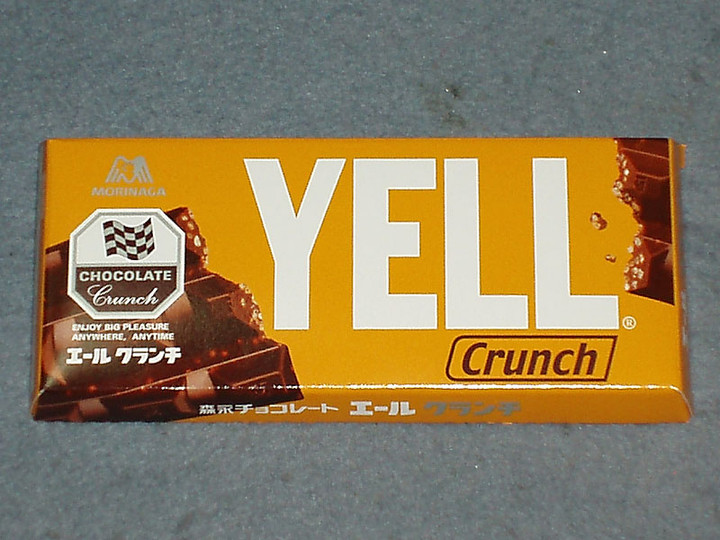 MORINAGA
YELL®
CHOCOLATE
Crunch
ENJOY BIG PLEASURE
ANYWHERE, ANYTIME
エール クランチ
Crunch
森永チョコレート エール クランチ